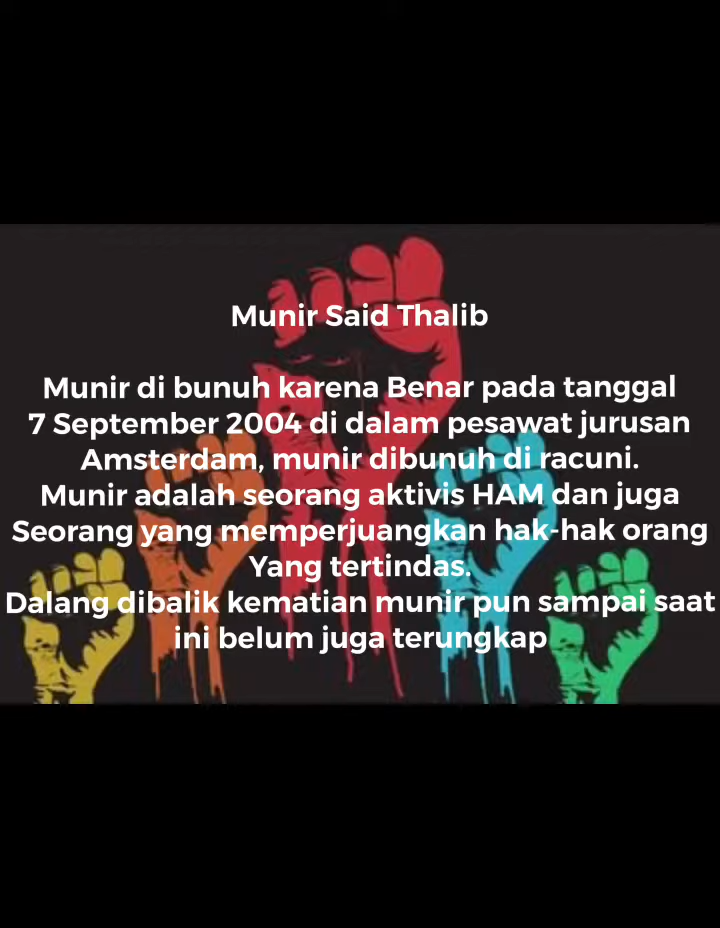 Munir Said Thalib
Munir di bunuh karena Benar pada tanggal
7 September 2004 di dalam pesawat jurusan
Amsterdam, munir dibunuh di racuni.
Munir adalah seorang aktivis HAM dan juga
Seorang yang memperjuangkan hak-hak orang
Yang tertindas.
Dalang dibalik kematian munir pun sampai saat
ini belum juga terungkap